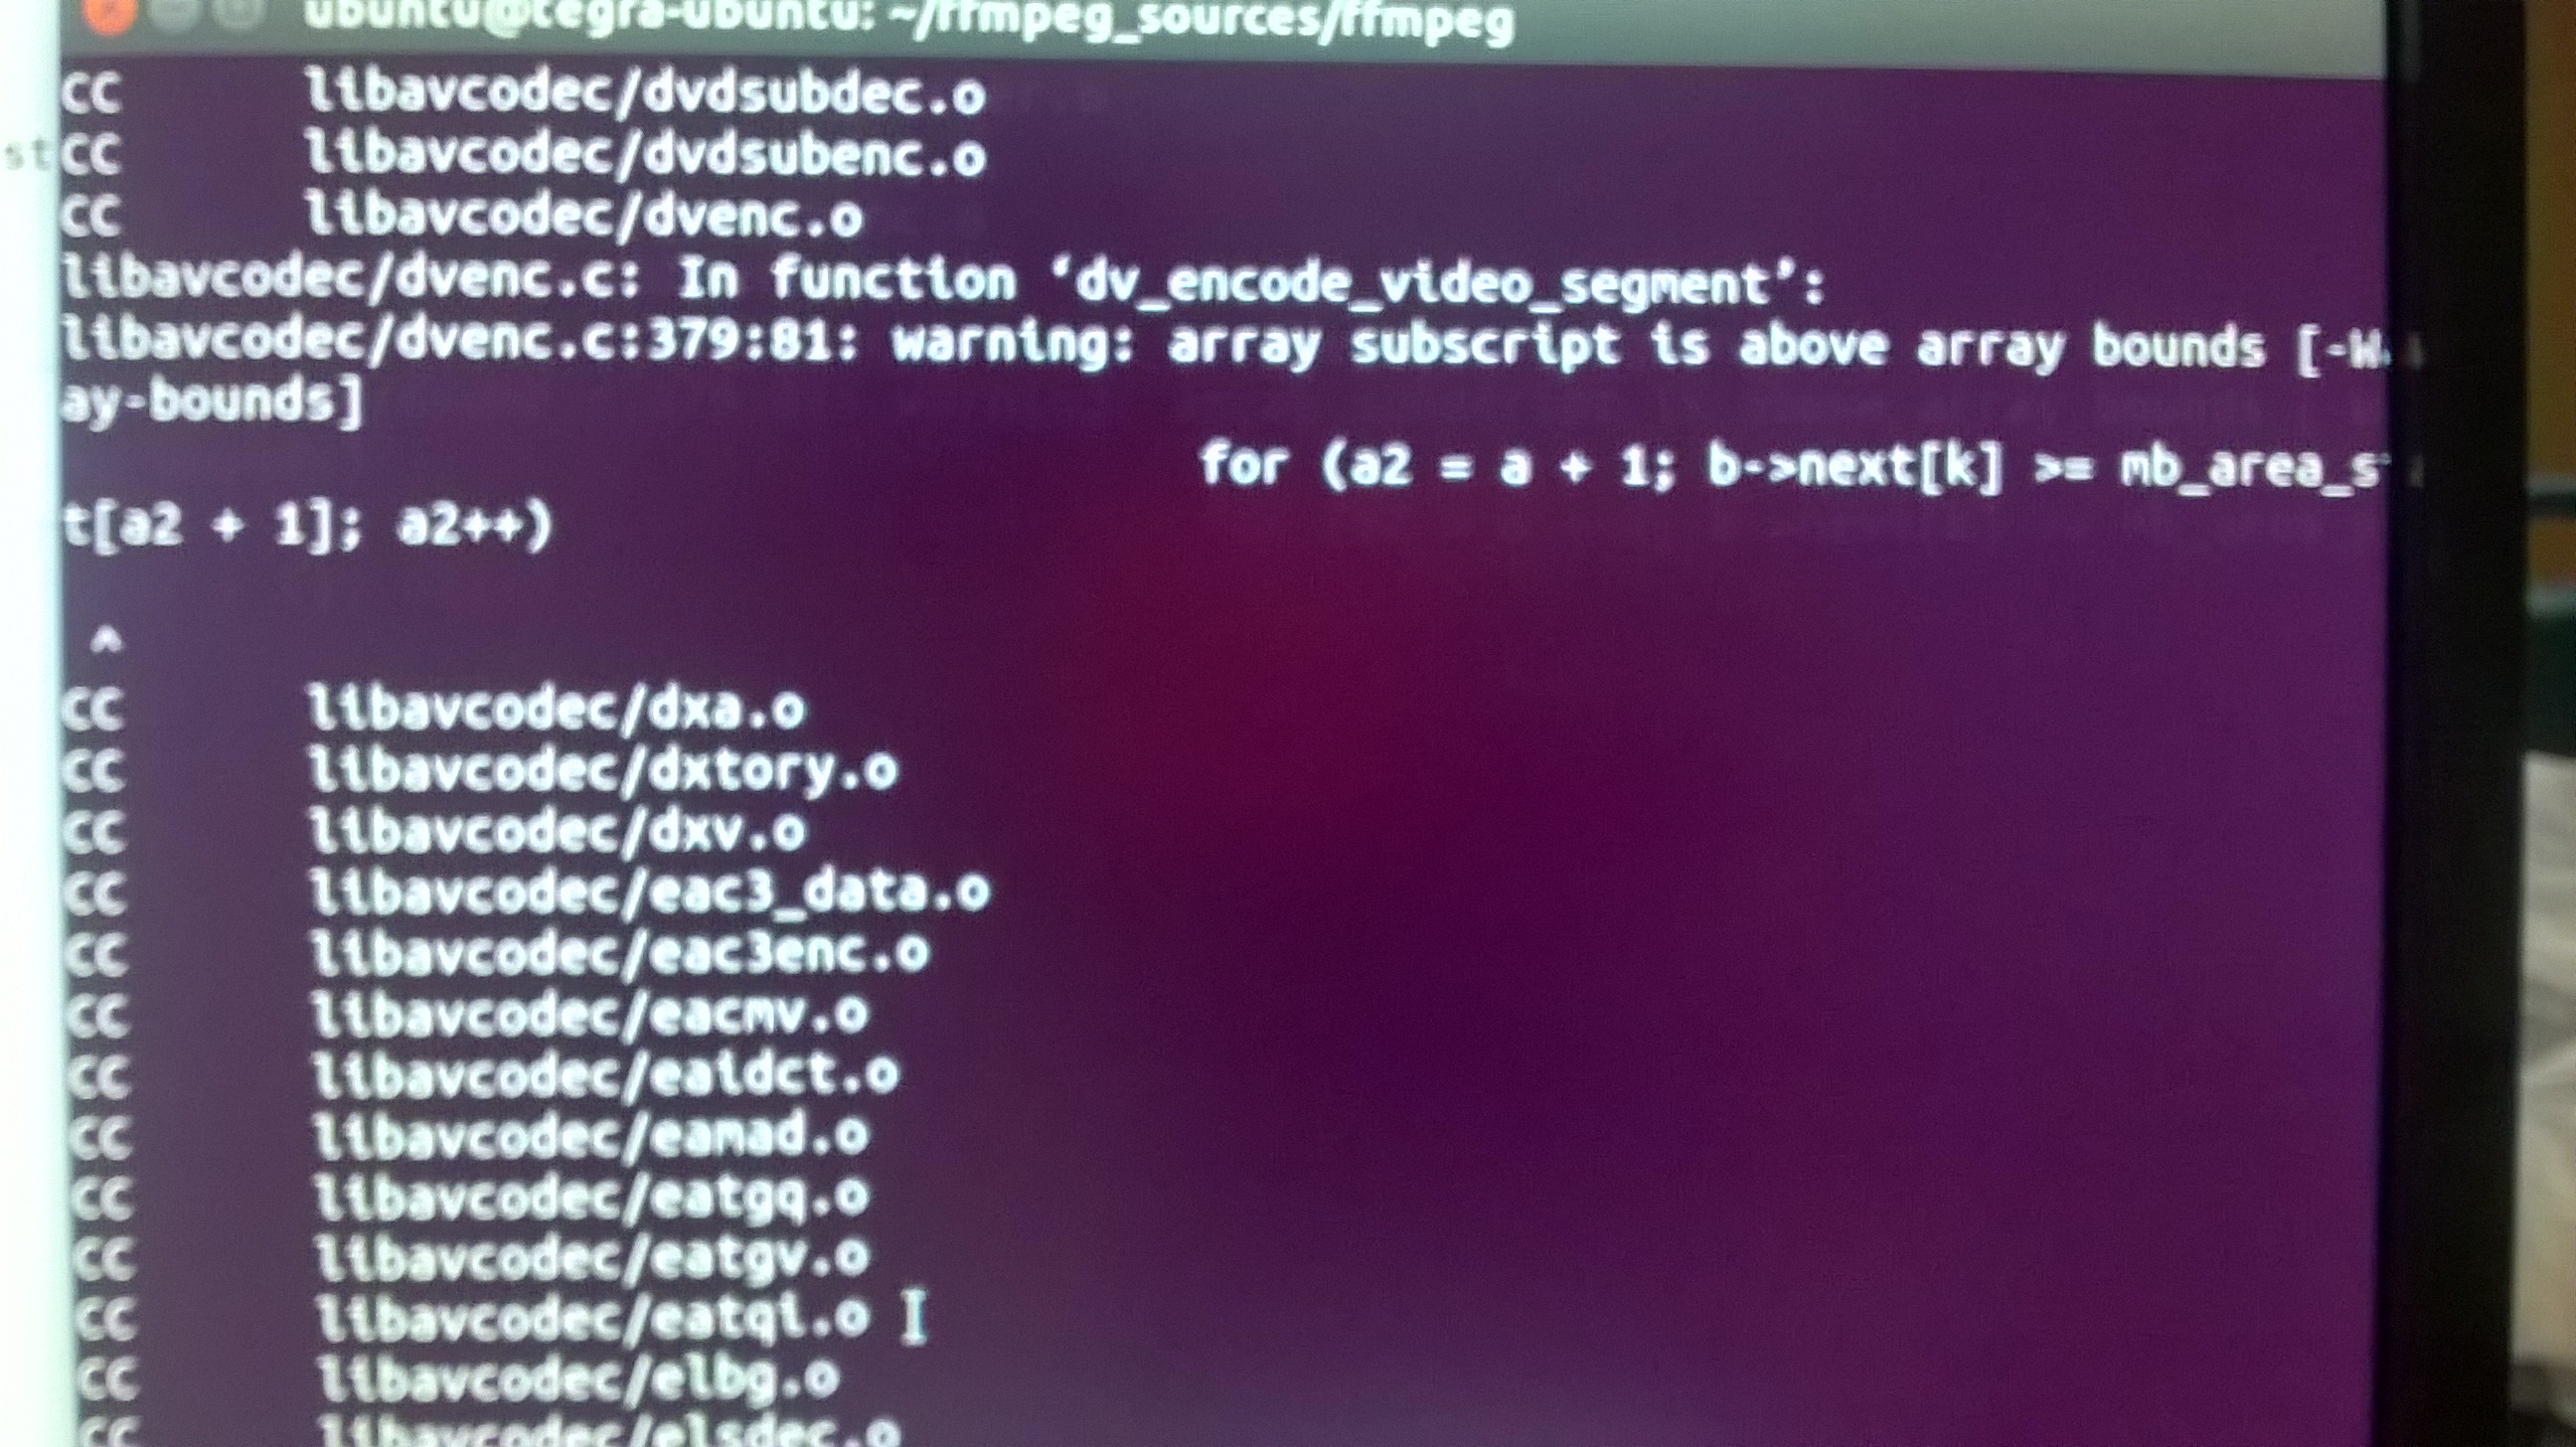 ubuntu@tegra-ubuntu: ~/ffmpeg_sources/ffmpeg
CC libavcodec/dvdsubdec.o
st
CC libavcodec/dvdsubenc.o
CC libavcodec/dvenc.o
libavcodec/dvenc.c: In function ‘dv_encode_video_segment’:
libavcodec/dvenc.c:379:81: warning: array subscript is above array bounds [-W
ay-bounds]
for (a2 = a + 1; b->next[k] >= mb_area_s
t[a2 + 1]; a2++)
^
CC libavcodec/dxa.o
CC libavcodec/dxtory.o
CC libavcodec/dxv.o
CC libavcodec/eac3_data.o
CC libavcodec/eac3enc.o
CC libavcodec/eacmv.o
CC libavcodec/eaidct.o
CC libavcodec/eamad.o
CC libavcodec/eatgq.o
CC libavcodec/eatgv.o
CC libavcodec/eatqi.o
CC libavcodec/elbg.o
CC libavcodec/elsdec.o